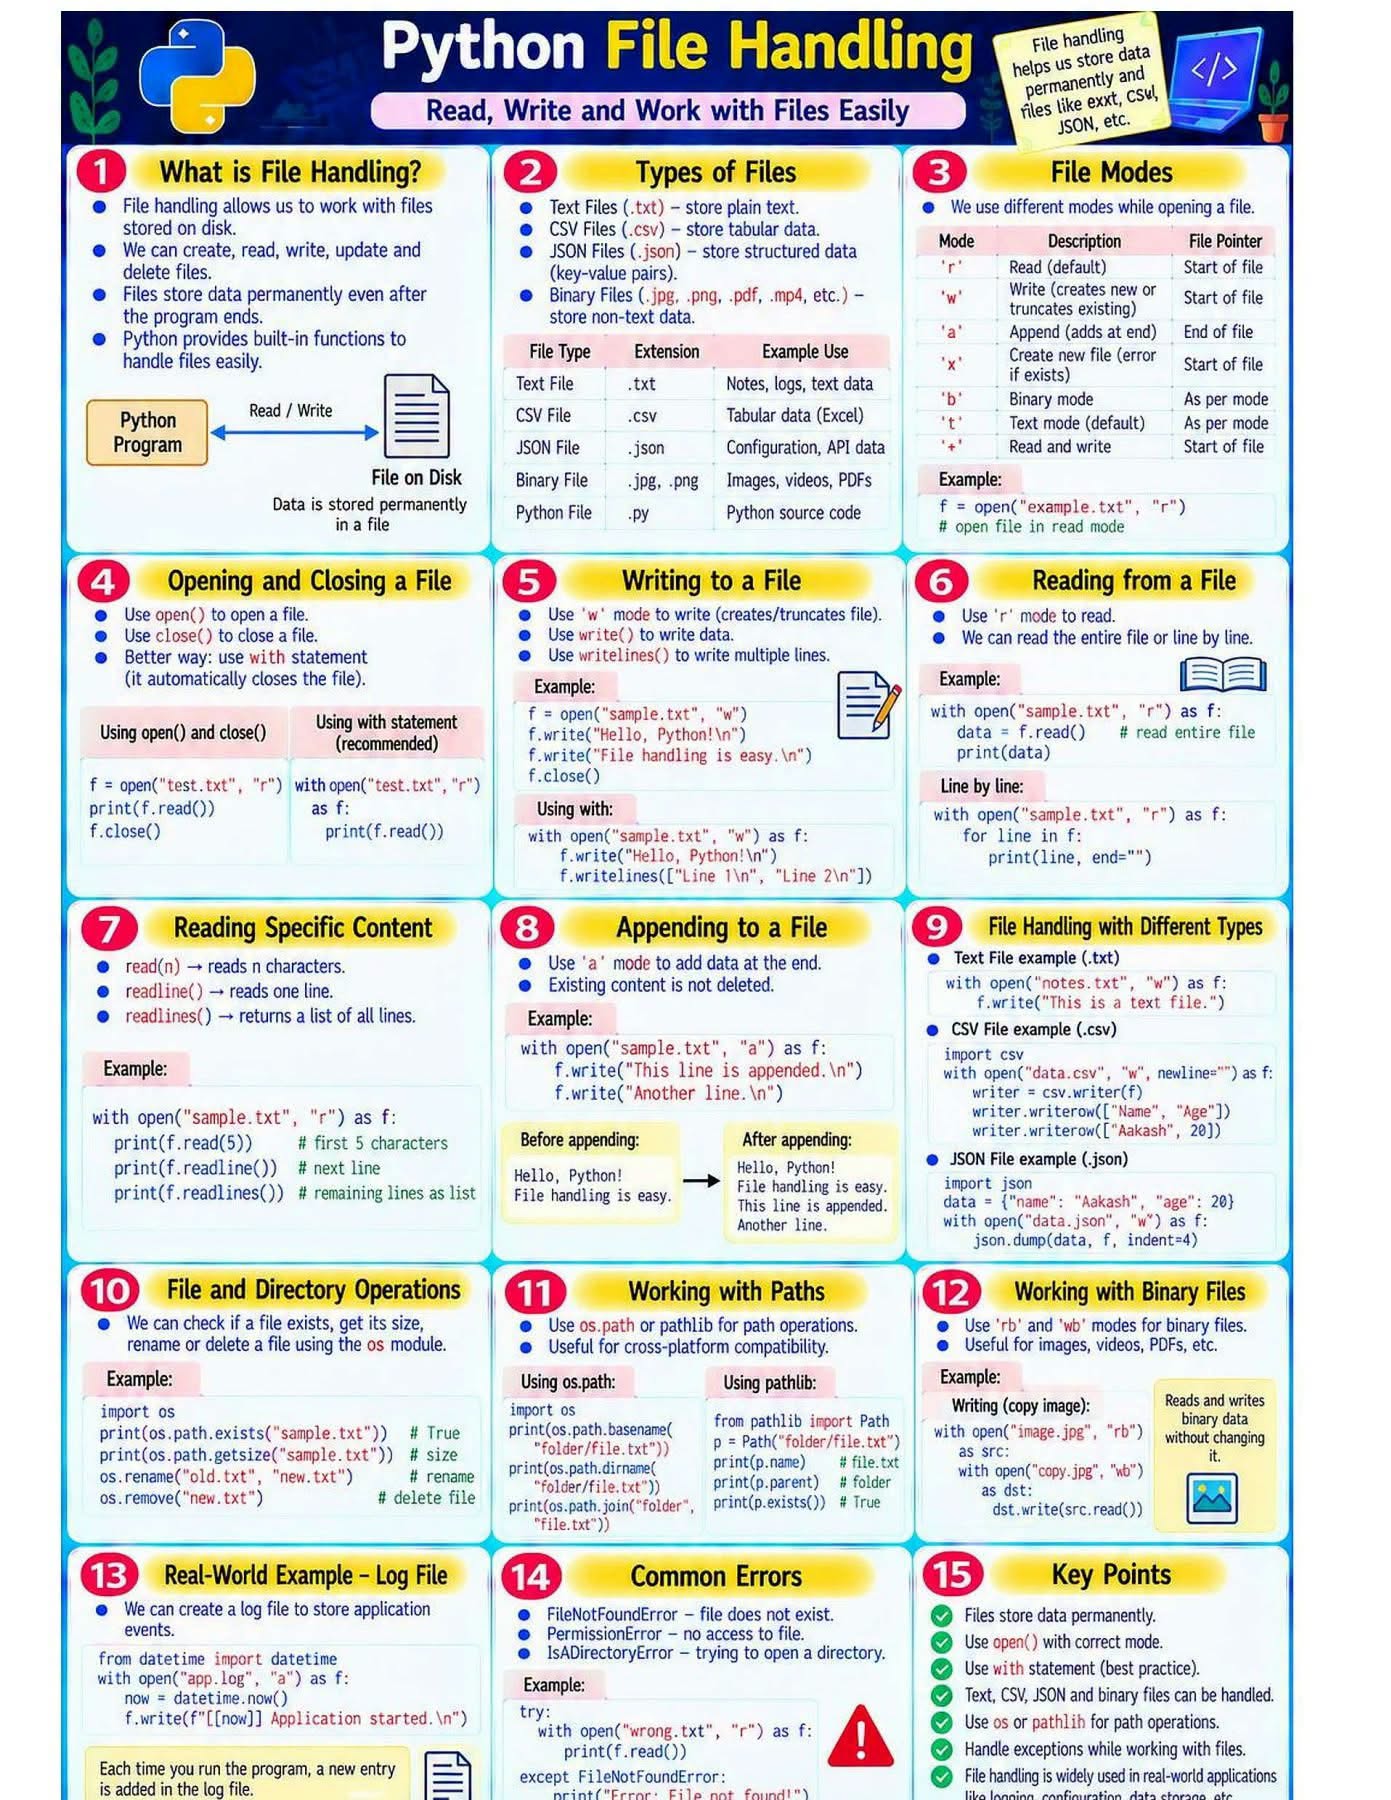 Python File Handling
Read, Write and Work with Files Easily
File handling
helps us store data
permanently and
files like exxt, CSV,
JSON, etc.
</>
1 What is File Handling?
● File handling allows us to work with files
stored on disk.
● We can create, read, write, update and
delete files.
● Files store data permanently even after
the program ends.
● Python provides built-in functions to
handle files easily.
Python
Program
Read / Write
File on Disk
Data is stored permanently
in a file
2 Types of Files
● Text Files (.txt) – store plain text.
● CSV Files (.csv) – store tabular data.
● JSON Files (.json) – store structured data
(key-value pairs).
● Binary Files (.jpg, .png, .pdf, .mp4, etc.) –
store non-text data.
File Type Extension Example Use
Text File .txt Notes, logs, text data
CSV File .csv Tabular data (Excel)
JSON File .json Configuration, API data
Binary File .jpg, .png Images, videos, PDFs
Python File .py Python source code
3 File Modes
● We use different modes while opening a file.
Mode Description File Pointer
'r' Read (default) Start of file
'w' Write (creates new or
truncates existing) Start of file
'a' Append (adds at end) End of file
'x' Create new file (error
if exists) Start of file
'b' Binary mode As per mode
't' Text mode (default) As per mode
'+' Read and write Start of file
Example:
f = open("example.txt", "r")
# open file in read mode
4 Opening and Closing a File
● Use open() to open a file.
● Use close() to close a file.
● Better way: use with statement
(it automatically closes the file).
Using open() and close()
f = open("test.txt", "r")
print(f.read())
f.close()
Using with statement
(recommended)
with open("test.txt", "r")
as f:
print(f.read())
5 Writing to a File
● Use 'w' mode to write (creates/truncates file).
● Use write() to write data.
● Use writelines() to write multiple lines.
Example:
f = open("sample.txt", "w")
f.write("Hello, Python!\n")
f.write("File handling is easy.\n")
f.close()
Using with:
with open("sample.txt", "w") as f:
f.write("Hello, Python!\n")
f.writelines(["Line 1\n", "Line 2\n"])
6 Reading from a File
● Use 'r' mode to read.
● We can read the entire file or line by line.
Example:
with open("sample.txt", "r") as f:
data = f.read() # read entire file
print(data)
Line by line:
with open("sample.txt", "r") as f:
for line in f:
print(line, end="")
7 Reading Specific Content
● read(n) → reads n characters.
● readline() → reads one line.
● readlines() → returns a list of all lines.
Example:
with open("sample.txt", "r") as f:
print(f.read(5)) # first 5 characters
print(f.readline()) # next line
print(f.readlines()) # remaining lines as list
8 Appending to a File
● Use 'a' mode to add data at the end.
● Existing content is not deleted.
Example:
with open("sample.txt", "a") as f:
f.write("This line is appended.\n")
f.write("Another line.\n")
Before appending:
Hello, Python!
File handling is easy.
After appending:
Hello, Python!
File handling is easy.
This line is appended.
Another line.
9 File Handling with Different Types
● Text File example (.txt)
with open("notes.txt", "w") as f:
f.write("This is a text file.")
● CSV File example (.csv)
import csv
with open("data.csv", "w", newline="") as f:
writer = csv.writer(f)
writer.writerow(["Name", "Age"])
writer.writerow(["Aakash", 20])
● JSON File example (.json)
import json
data = {"name": "Aakash", "age": 20}
with open("data.json", "w") as f:
json.dump(data, f, indent=4)
10 File and Directory Operations
● We can check if a file exists, get its size,
rename or delete a file using the os module.
Example:
import os
print(os.path.exists("sample.txt")) # True
print(os.path.getsize("sample.txt")) # size
os.rename("old.txt", "new.txt") # rename
os.remove("new.txt") # delete file
11 Working with Paths
● Use os.path or pathlib for path operations.
● Useful for cross-platform compatibility.
Using os.path:
import os
print(os.path.basename(
"folder/file.txt"))
print(os.path.dirname(
"folder/file.txt"))
print(os.path.join("folder",
"file.txt"))
Using pathlib:
from pathlib import Path
p = Path("folder/file.txt")
print(p.name) # file.txt
print(p.parent) # folder
print(p.exists()) # True
12 Working with Binary Files
● Use 'rb' and 'wb' modes for binary files.
● Useful for images, videos, PDFs, etc.
Example:
Writing (copy image):
with open("image.jpg", "rb")
as src:
with open("copy.jpg", "wb")
as dst:
dst.write(src.read())
Reads and writes
binary data
without changing
it.
13 Real-World Example – Log File
● We can create a log file to store application
events.
from datetime import datetime
with open("app.log", "a") as f:
now = datetime.now()
f.write(f"[[now]] Application started.\n")
Each time you run the program, a new entry
is added in the log file.
14 Common Errors
● FileNotFoundError – file does not exist.
● PermissionError – no access to file.
● IsADirectoryError – trying to open a directory.
Example:
try:
with open("wrong.txt", "r") as f:
print(f.read())
except FileNotFoundError:
print("Error: File not found!")
15 Key Points
Files store data permanently.
Use open() with correct mode.
Use with statement (best practice).
Text, CSV, JSON and binary files can be handled.
Use os or pathlih for path operations.
Handle exceptions while working with files.
File handling is widely used in real-world applications
like logging, configuration, data storage, etc.